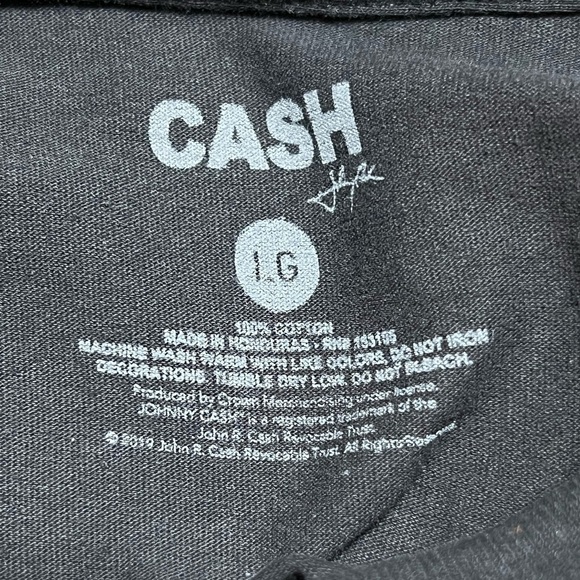 CASH
LG
100% COTTON
MADE IN HONDURAS • RN#
MACHINE WASH WARM WITH LIKE COLORS. DO NOT IRON
DECORATIONS. TUMBLE DRY LOW. DO NOT BLEACH.
Produced by Crown Merchandising under license.
JOHNNY CASH™ is a registered trademark of the
John R. Cash Revocable Trust.
© 2019 John R. Cash Revocable Trust. All Rights Reserved